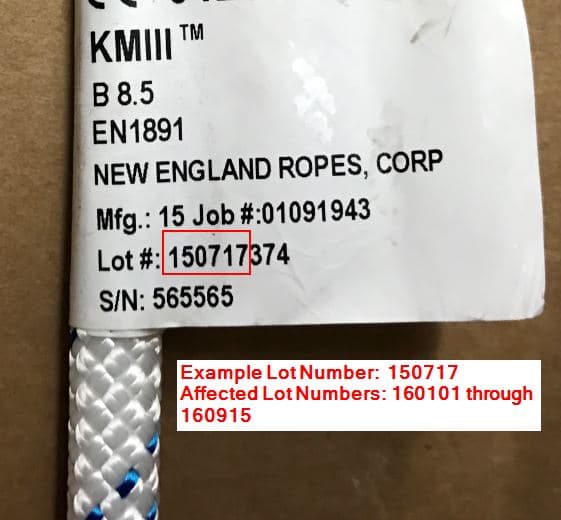 KMIII™
B 8.5
EN1891
NEW ENGLAND ROPES, CORP
Mfg.: 15 Job #:01091943
Lot #: 150717374
S/N: 565565
Example Lot Number: 150717
Affected Lot Numbers: 160101 through
160915